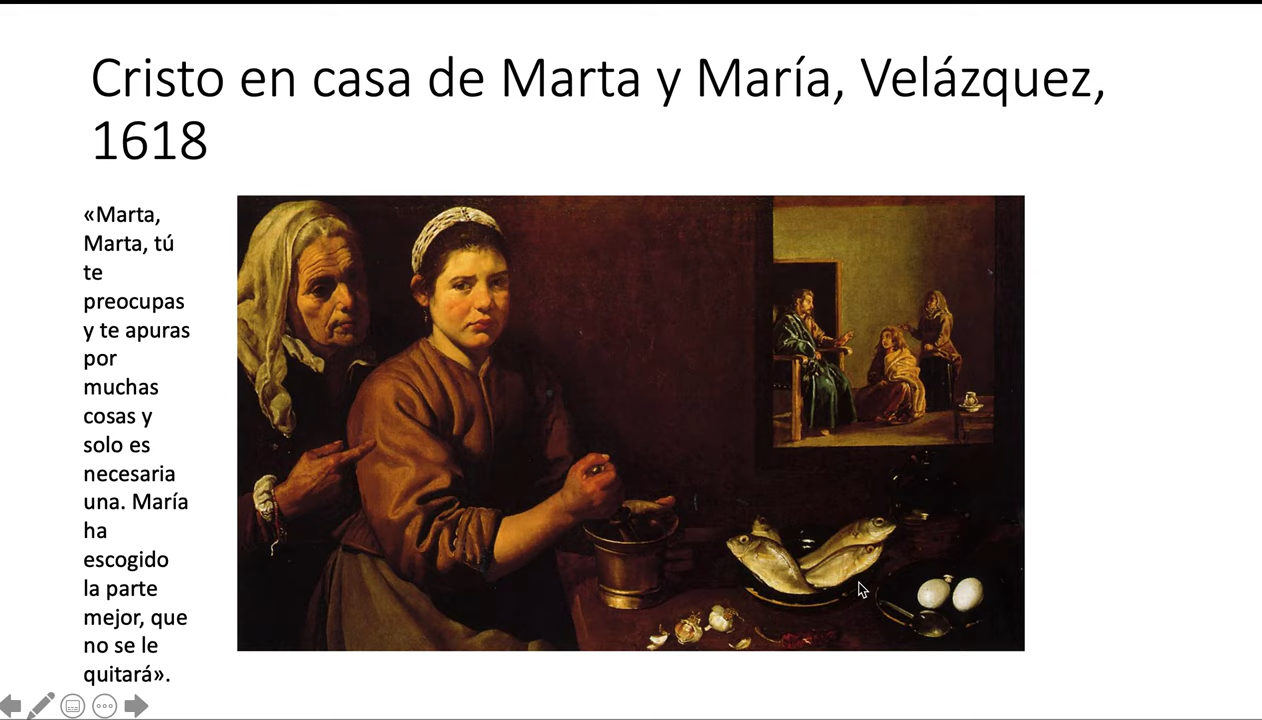 Cristo en casa de Marta y María, Velázquez,
1618
«Marta,
Marta, tú
te
preocupas
y te apuras
por
muchas
cosas y
solo es
necesaria
una. María
ha
escogido
la parte
mejor, que
no se le
quitará».